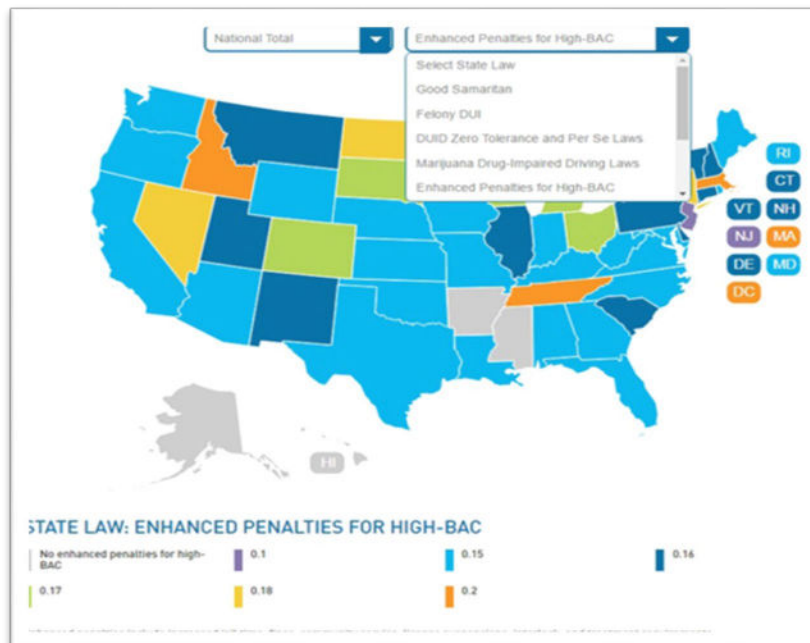 National Total
Enhanced Penalties for High-BAC
Select State Law
Good Samaritan
Felony DUI
DUID Zero Tolerance and Per Se Laws
Marijuana Drug-Impaired Driving Laws
Enhanced Penalties for High-BAC
RI
CT
VT NH
NJ MA
DE MD
DC
HI
STATE LAW: ENHANCED PENALTIES FOR HIGH-BAC
No enhanced penalties for high-
BAC
0.1
0.15
0.16
0.17
0.18
0.2